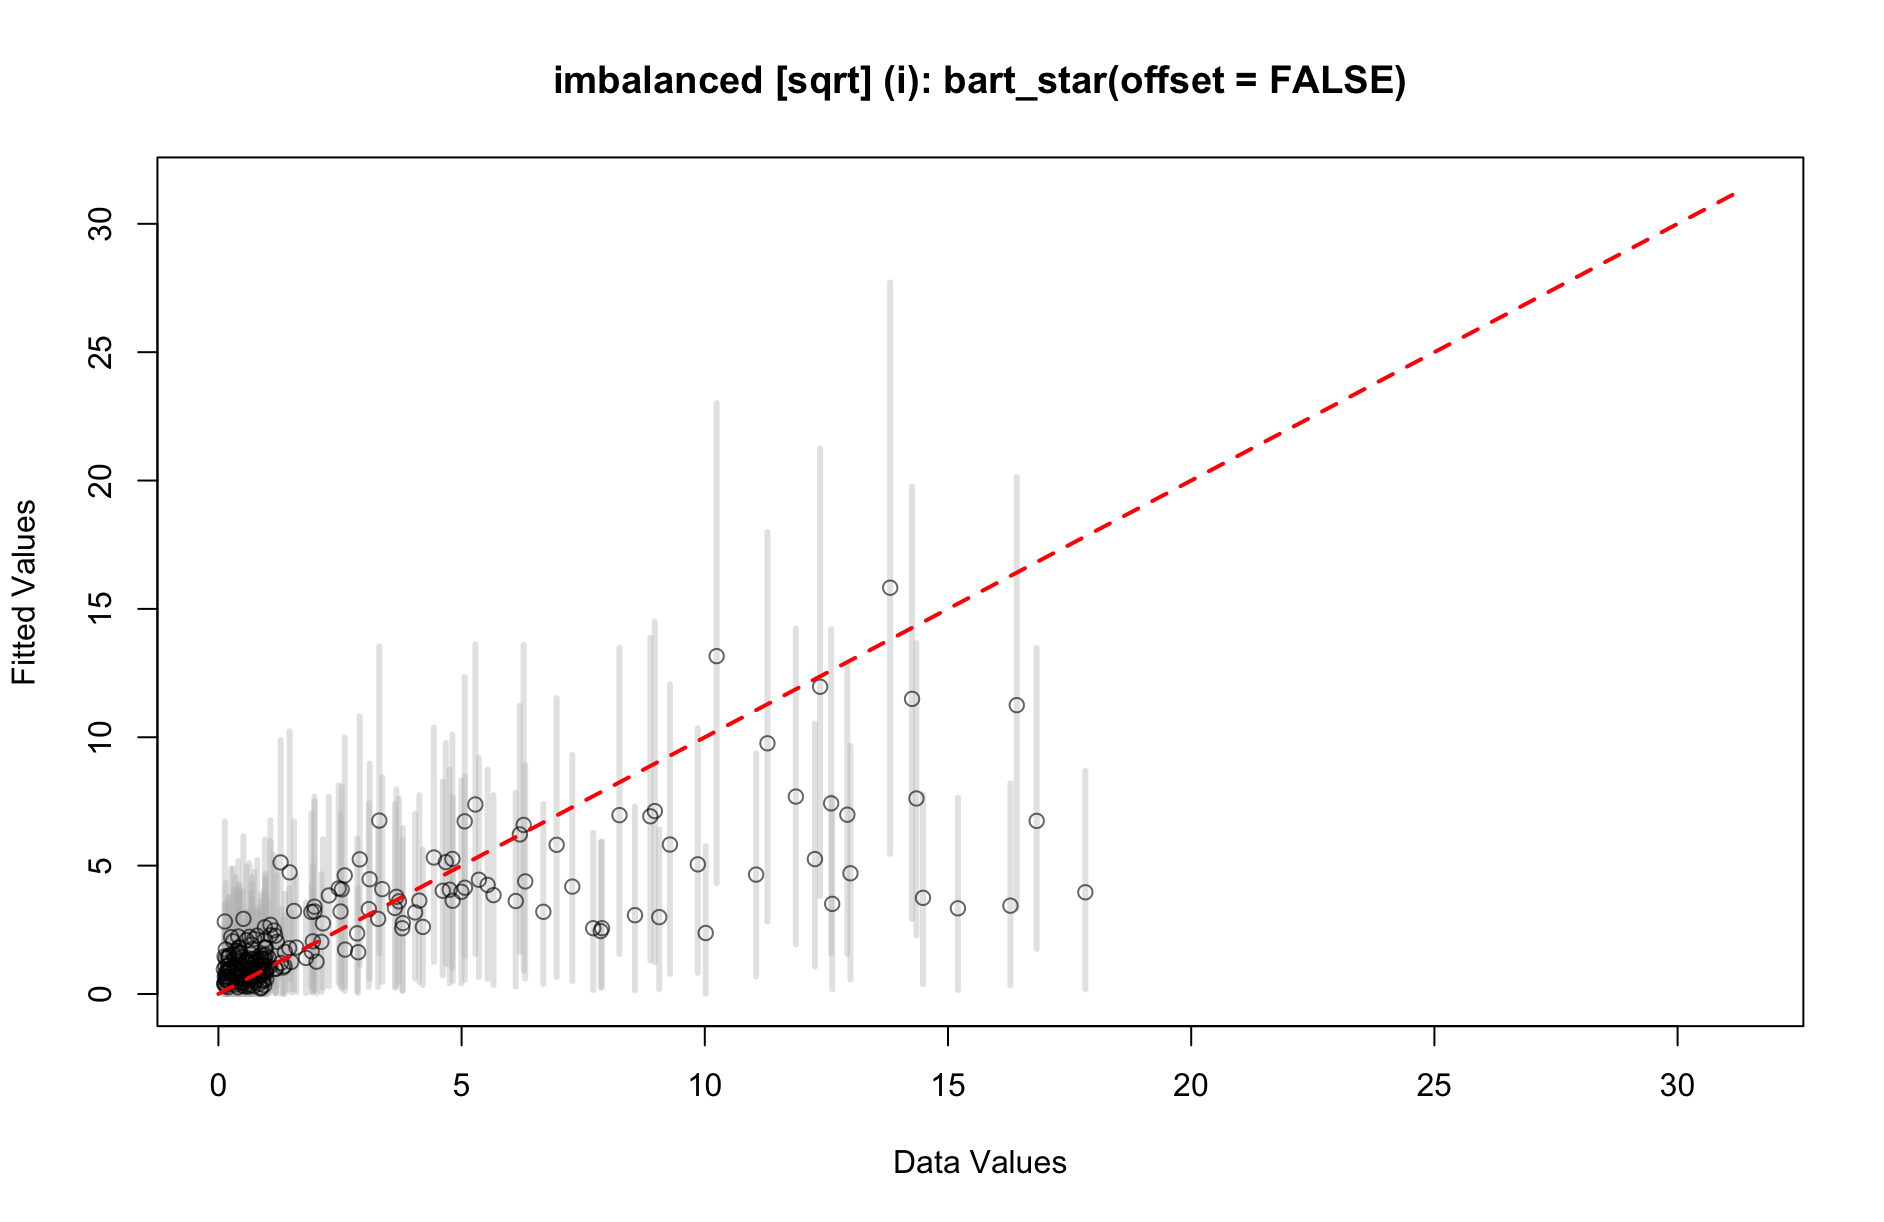 imbalanced [sqrt] (i): bart_star(offset = FALSE)
Fitted Values
30
25
20
15
10
5
0
0 5 10 15 20 25 30
Data Values